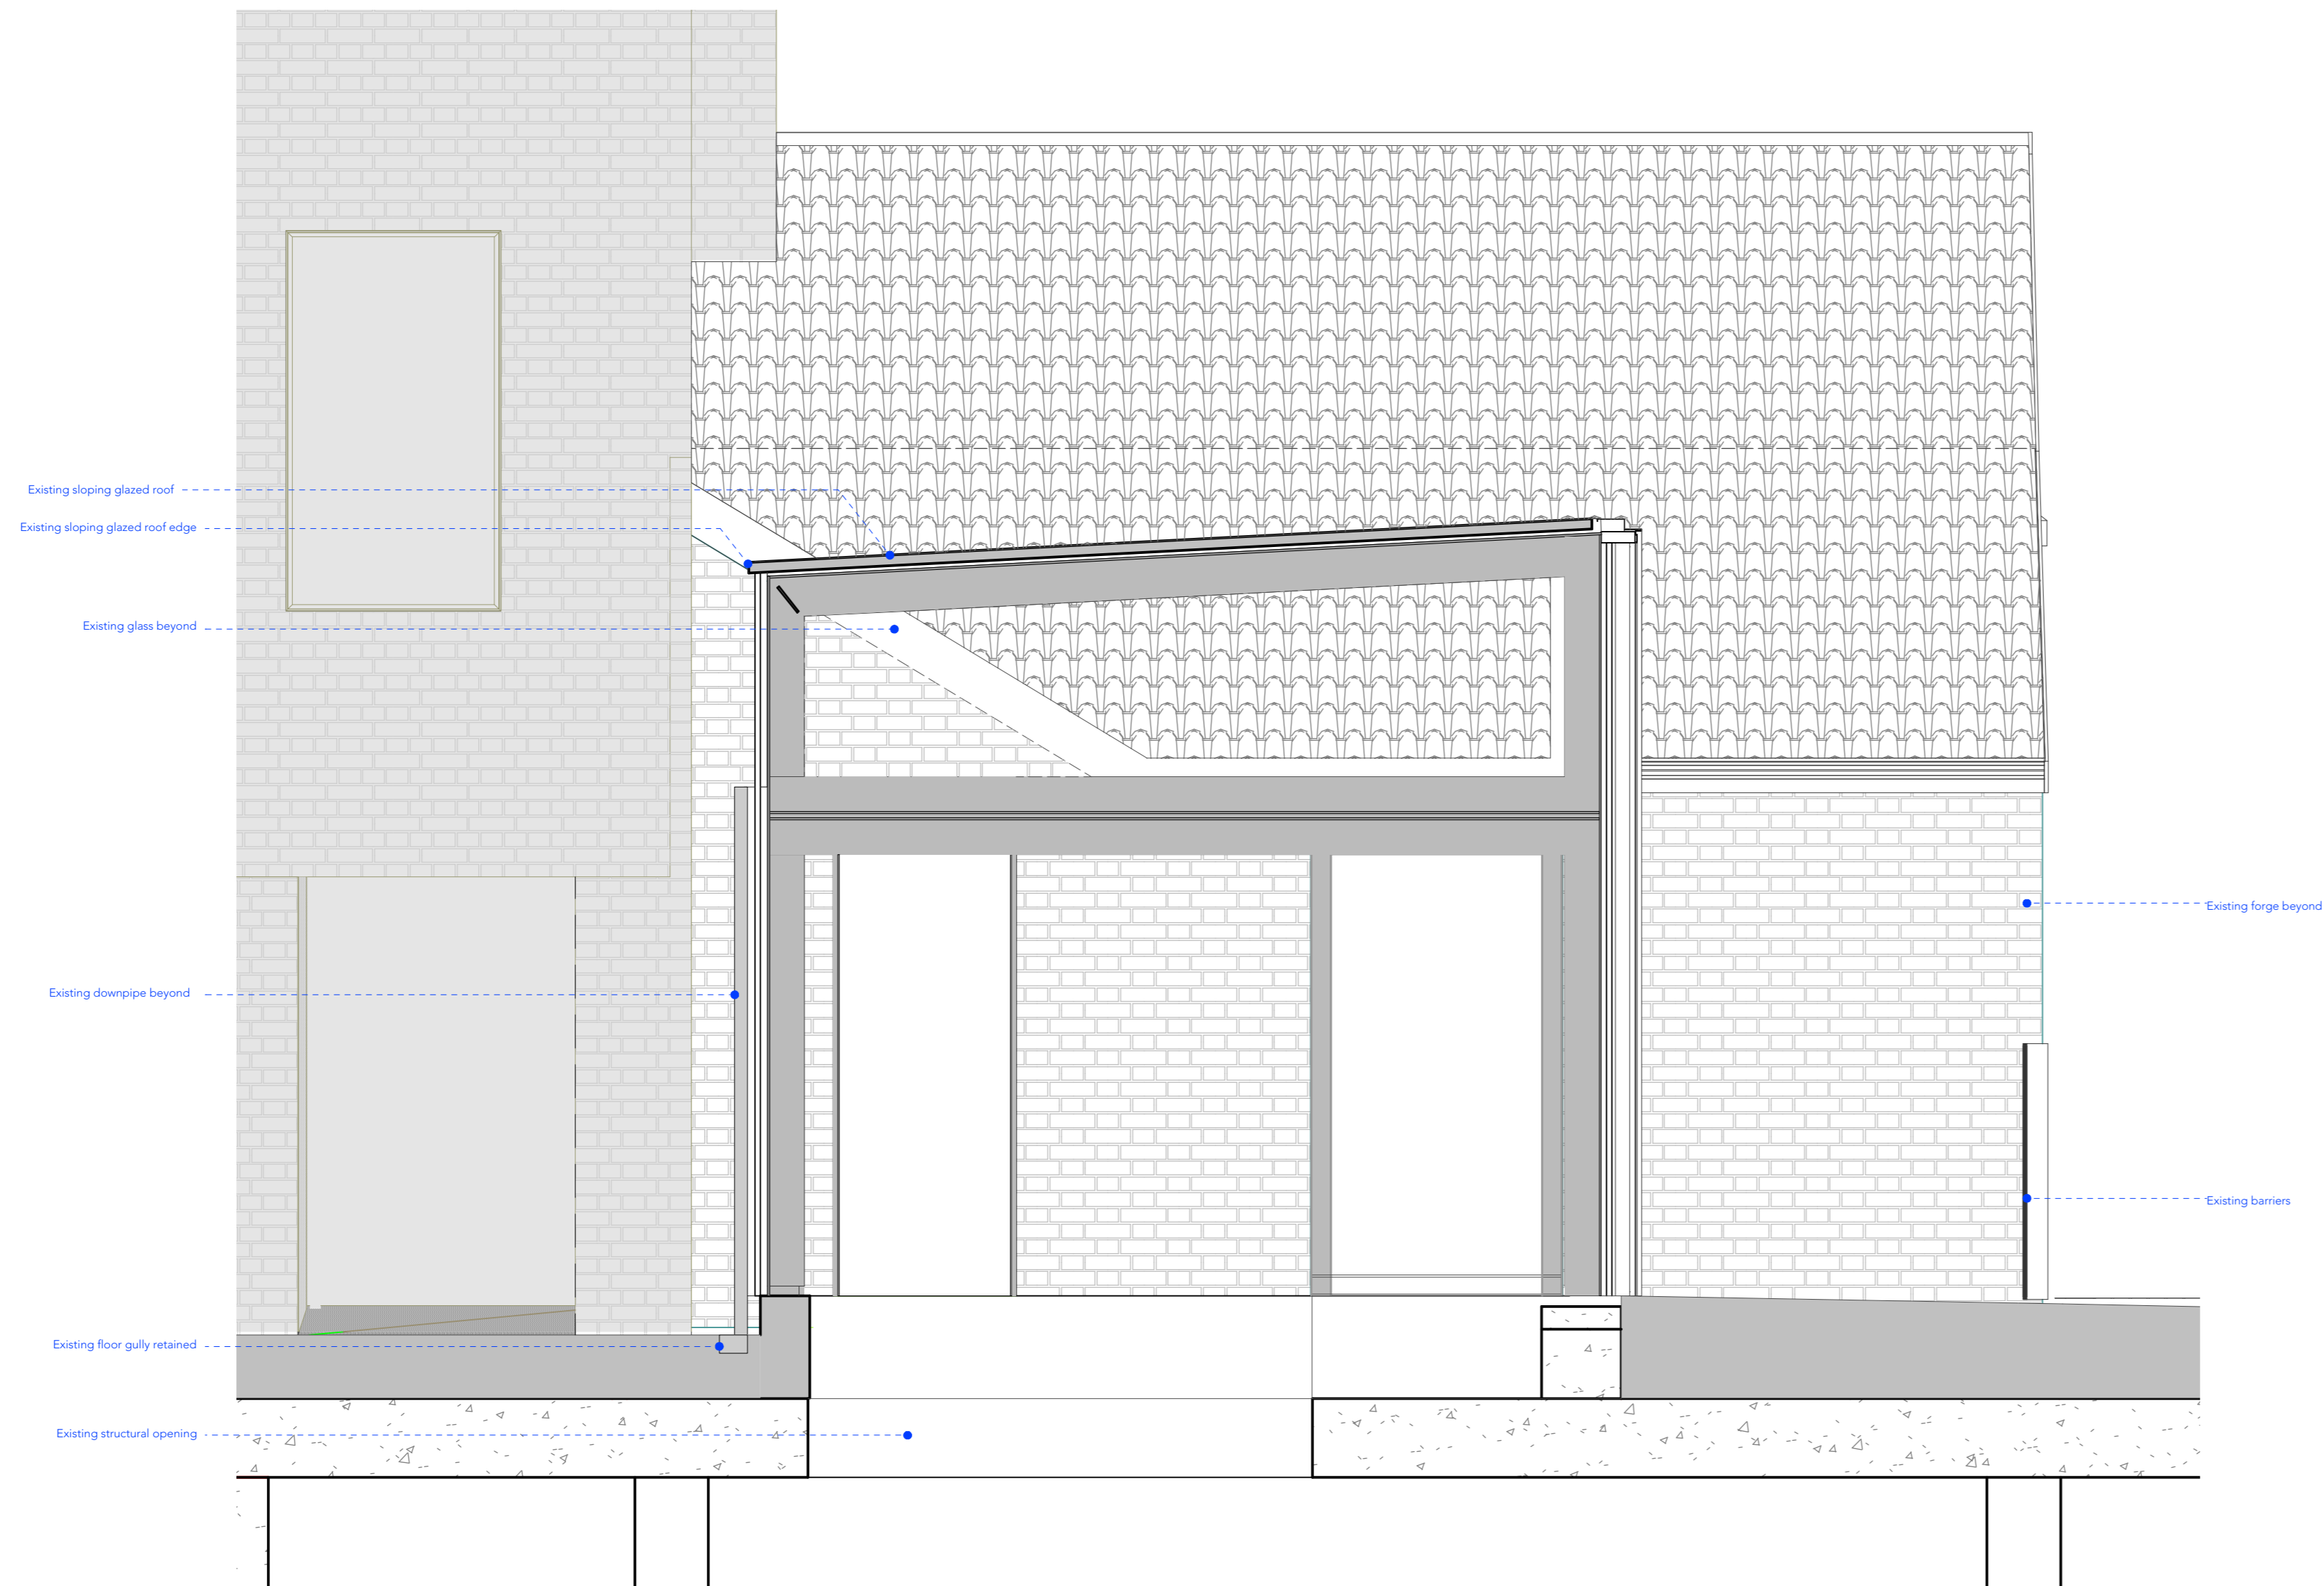 Existing sloping glazed roof
Existing sloping glazed roof edge
Existing glass beyond
Existing forge beyond
Existing downpipe beyond
Existing barriers
Existing floor gully retained
Existing structural opening